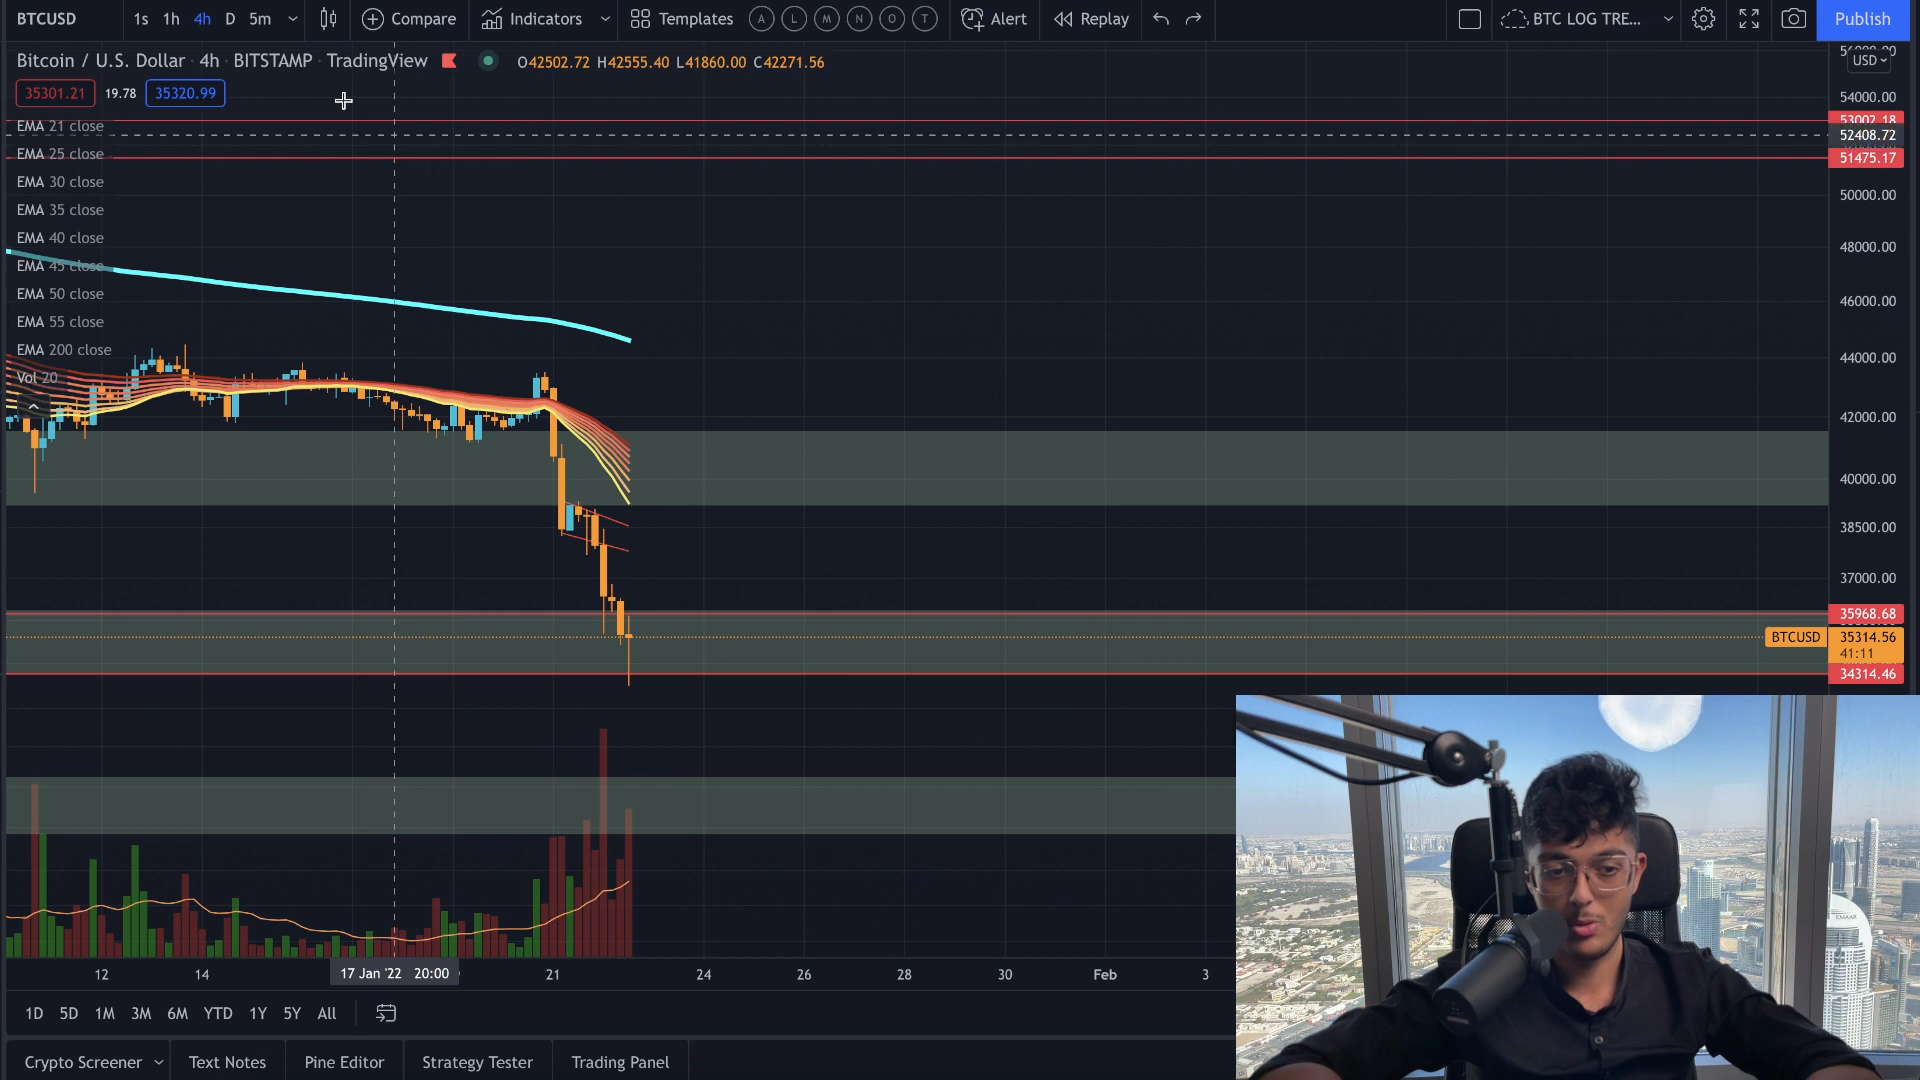 BTCUSD 1s 1h 4h D 5m Compare Indicators Templates A L M N O T Alert Replay BTC LOG TRE... Publish
Bitcoin / U.S. Dollar · 4h · BITSTAMP · TradingView O42502.72 H42555.40 L41860.00 C42271.56
USD
35301.21 19.78 35320.99
54000.00
EMA 21 close
53002.18
52408.72
EMA 25 close
51475.17
EMA 30 close
50000.00
EMA 35 close
EMA 40 close
48000.00
EMA 45 close
EMA 50 close
46000.00
EMA 55 close
EMA 200 close
44000.00
Vol 20
42000.00
40000.00
38500.00
37000.00
35968.68
BTCUSD 35314.56
41:11
34314.46
EMAAR
12 14 17 Jan '22 20:00 21 24 26 28 30 Feb 3
1D 5D 1M 3M 6M YTD 1Y 5Y All
Crypto Screener Text Notes Pine Editor Strategy Tester Trading Panel